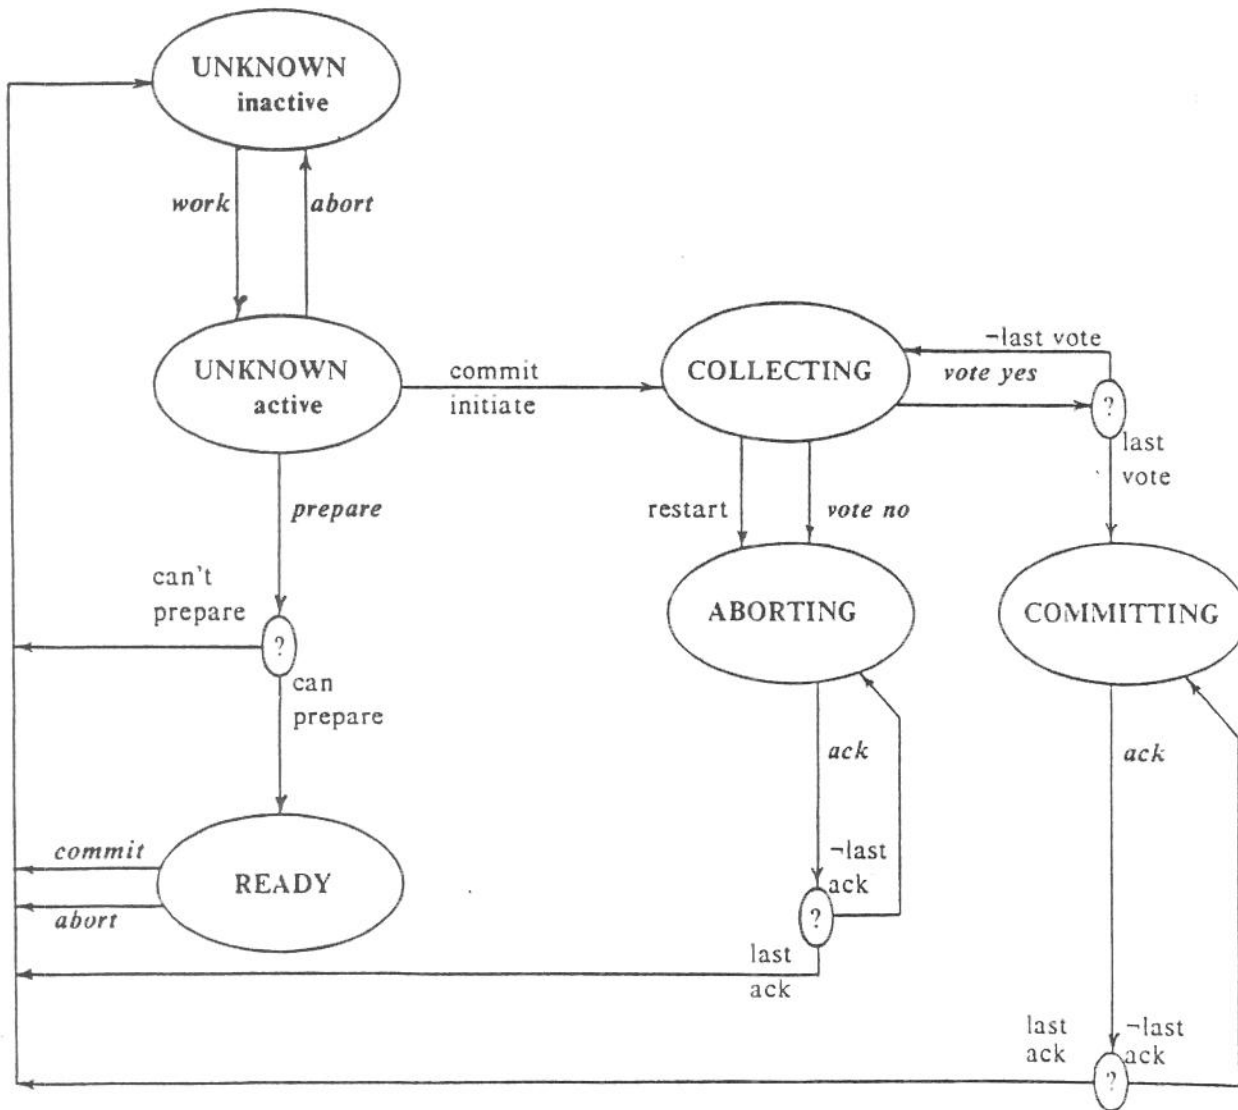 UNKNOWN
inactive
work
abort
UNKNOWN
active
commit
initiate
COLLECTING
¬last vote
vote yes
?
last
vote
prepare
restart
vote no
can't
prepare
?
can
prepare
ABORTING
COMMITTING
ack
ack
commit
READY
abort
¬last
ack
?
last
ack
last
ack
¬last
ack
?